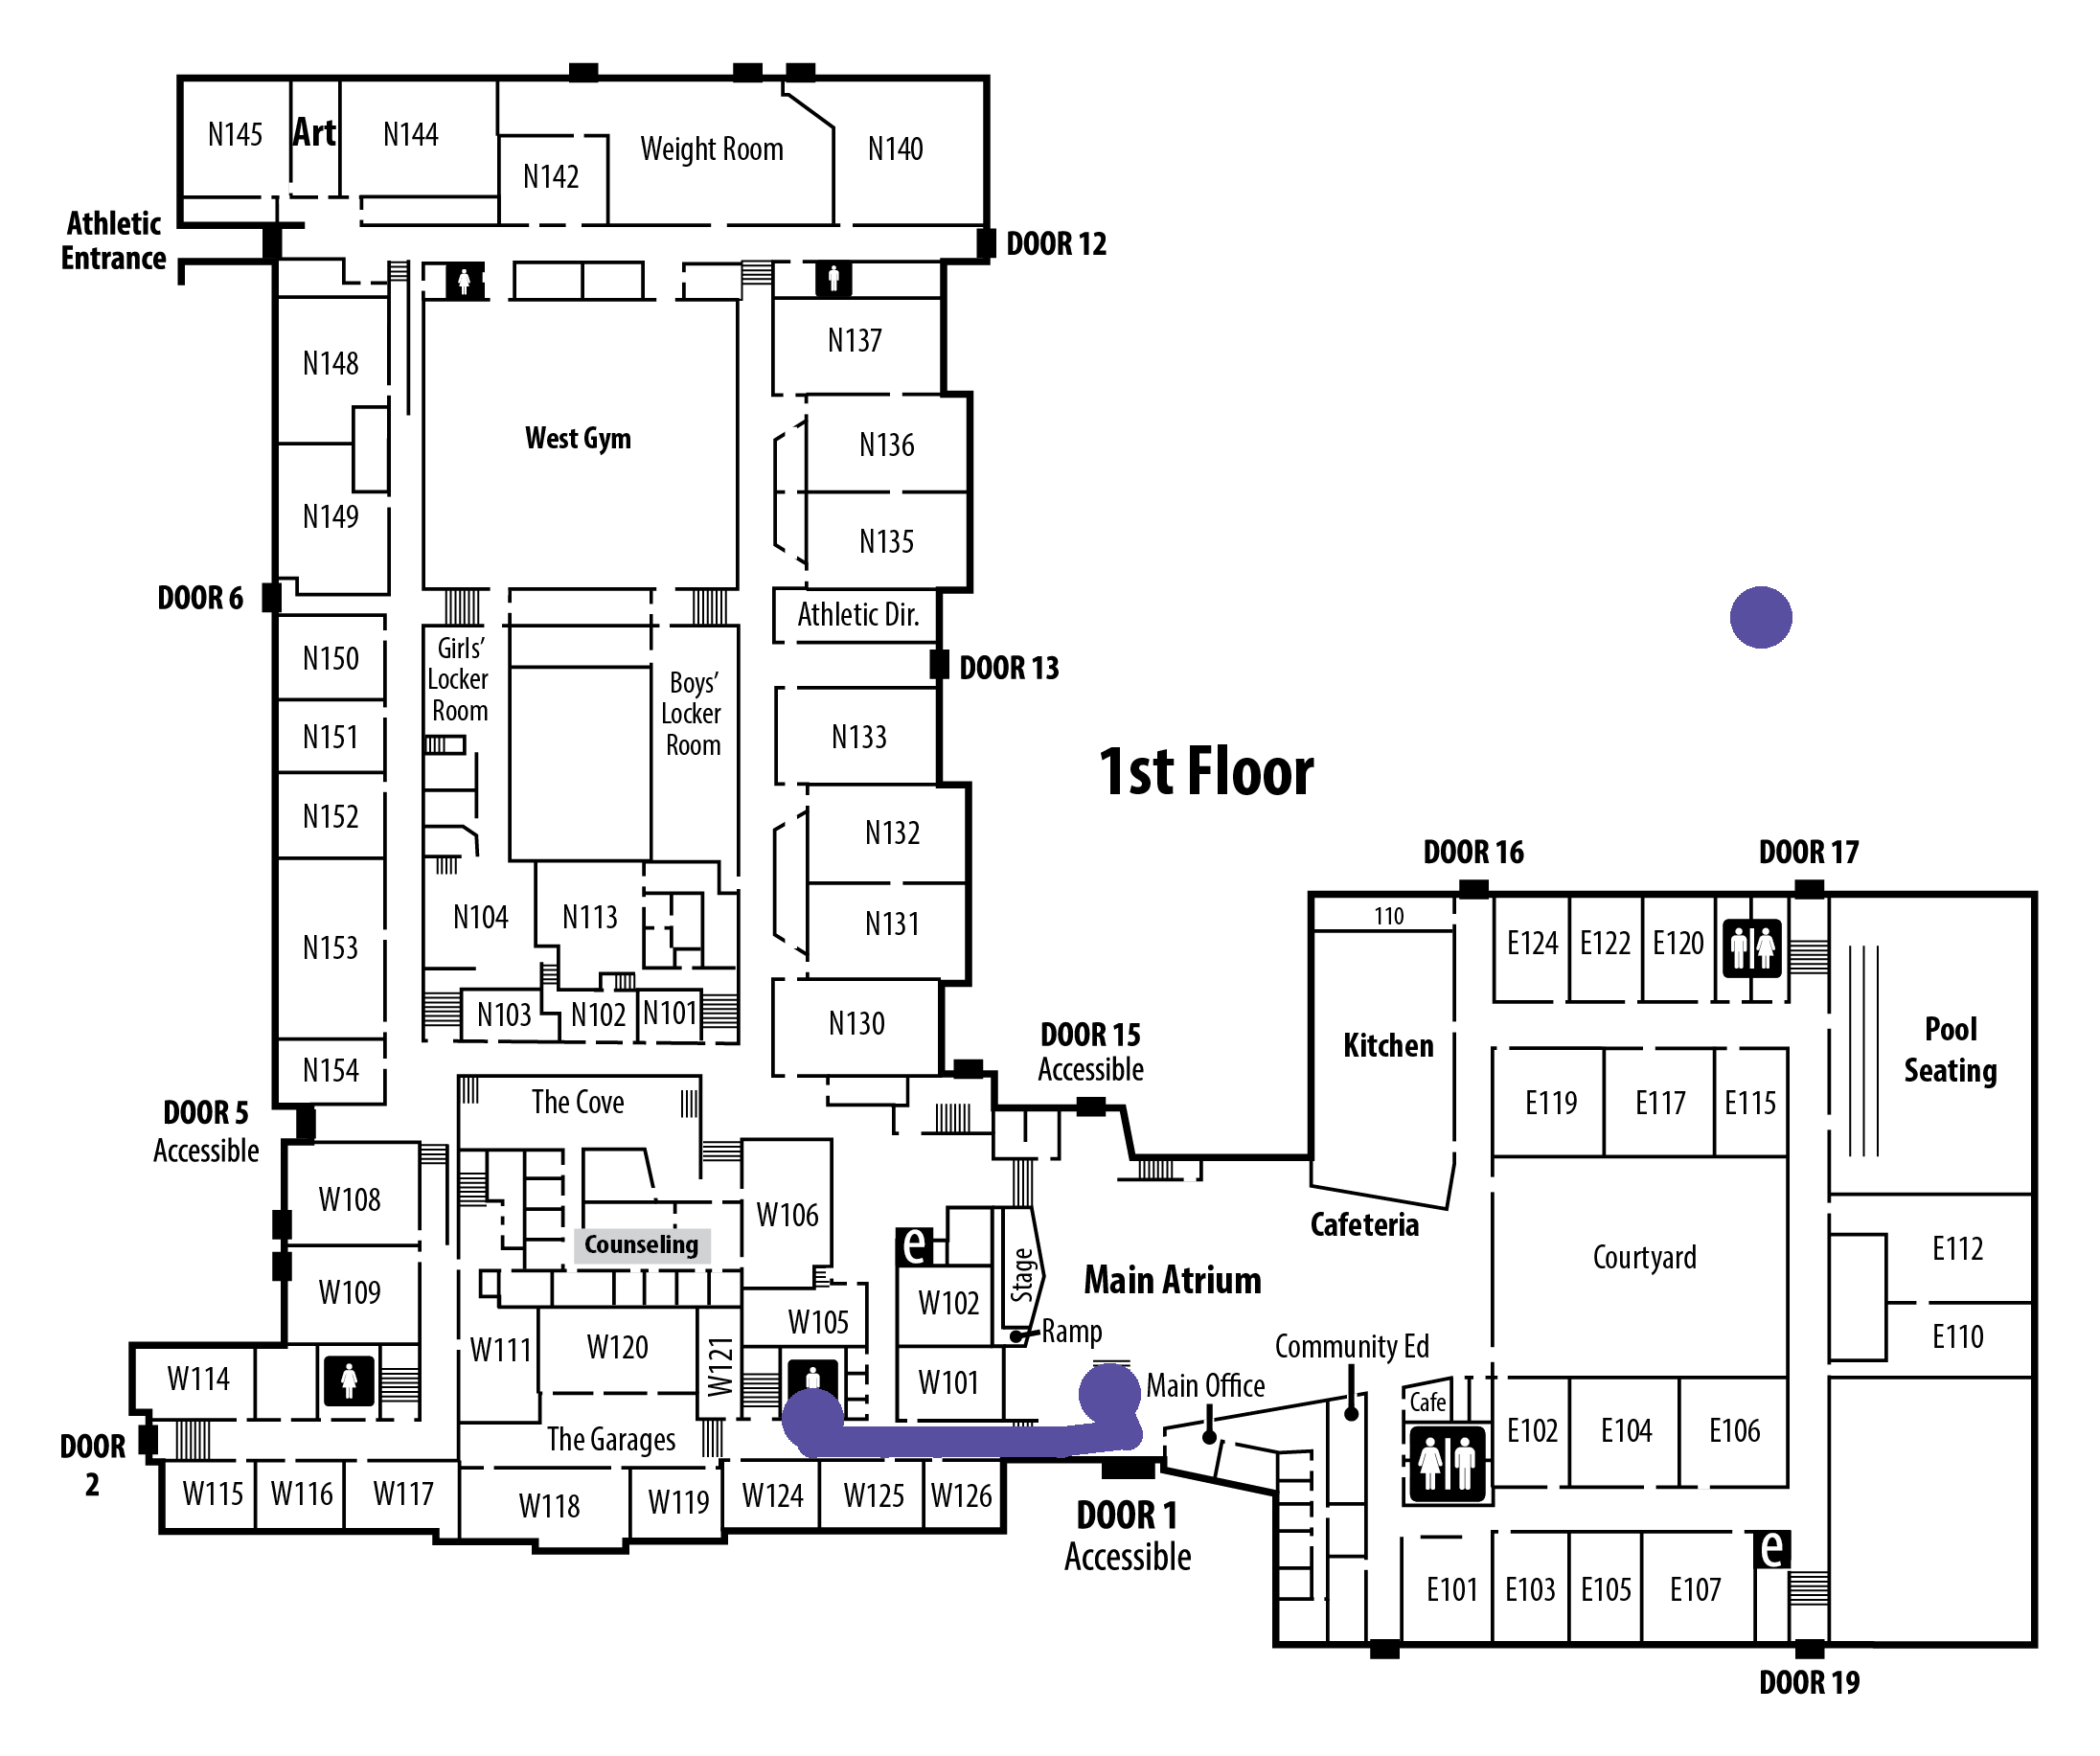 N145
Art
N144
N142
Weight Room
N140
Athletic
Entrance
DOOR 12
N148
N137
West Gym
N136
N149
N135
DOOR 6
Athletic Dir.
Girls'
Locker
Room
N150
Boys'
Locker
Room
DOOR 13
N151
N133
1st Floor
N152
N132
DOOR 16
DOOR 17
N104
N113
N131
110
E124
E122
E120
N153
N103
N102
N101
N130
Kitchen
Pool
Seating
DOOR 15
Accessible
N154
The Cove
E119
E117
E115
DOOR 5
Accessible
W108
W106
Cafeteria
Counseling
e
Courtyard
E112
W109
Stage
Main Atrium
W102
W105
Ramp
E110
W111
W120
W121
Community Ed
W114
W101
Main Office
Cafe
DOOR
2
The Garages
E102
E104
E106
W115
W116
W117
W118
W119
W124
W125
W126
DOOR 1
Accessible
e
E101
E103
E105
E107
DOOR 19